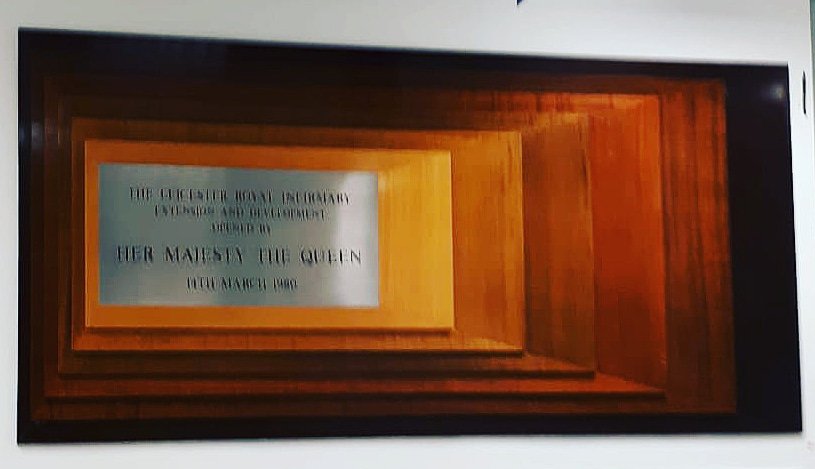 THE LEICESTER ROYAL INFIRMARY
EXTENSION AND DEVELOPMENT
OPENED BY
HER MAJESTY THE QUEEN
14TH MARCH 1980